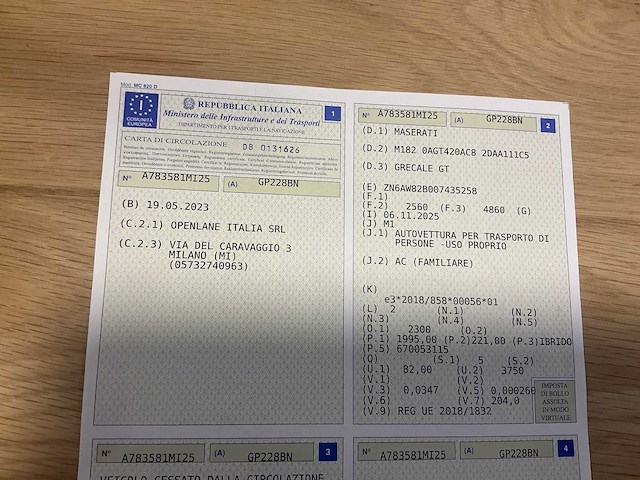 Mod. MC 820 D
I
COMUNITÀ
EUROPEA
REPUBBLICA ITALIANA
Ministero delle Infrastrutture e dei Trasporti
DIPARTIMENTO PER I TRASPORTI E LA NAVIGAZIONE
1
CARTA DI CIRCOLAZIONE DB 0131626
N° A783581MI25 (A) GP228BN
(B) 19.05.2023
(C.2.1) OPENLANE ITALIA SRL
(C.2.3) VIA DEL CARAVAGGIO 3
MILANO (MI)
(05732740963)
N° A783581MI25 (A) GP228BN 2
(D.1) MASERATI
(D.2) M182 0AGT420AC8 2DAA111C5
(D.3) GRECALE GT
(E) ZN6AW82B007435258
(F.1)
(F.2) 2560 (F.3) 4860 (G)
(I) 06.11.2025
(J) M1
(J.1) AUTOVETTURA PER TRASPORTO DI
PERSONE -USO PROPRIO
(J.2) AC (FAMILIARE)
(K)
e3*2018/858*00056*01
(L) 2 (N.1) (N.2)
(N.3) (N.4) (N.5)
(O.1) 2300 (O.2)
(P.1) 1995,00 (P.2)221,00 (P.3)IBRIDO
(P.5) 670053115
(Q) (S.1) 5 (S.2)
(U.1) 82,00 (U.2) 3750
(V.1) (V.2)
(V.3) 0,0347 (V.5) 0,000260
(V.6) (V.7) 204,0
(V.9) REG UE 2018/1832
IMPOSTA
DI BOLLO
ASSOLTA
IN MODO
VIRTUALE
N° A783581MI25 (A) GP228BN 3
VEICOLO CESSATO DALLA CIRCOLAZIONE
N° A783581MI25 (A) GP228BN 4